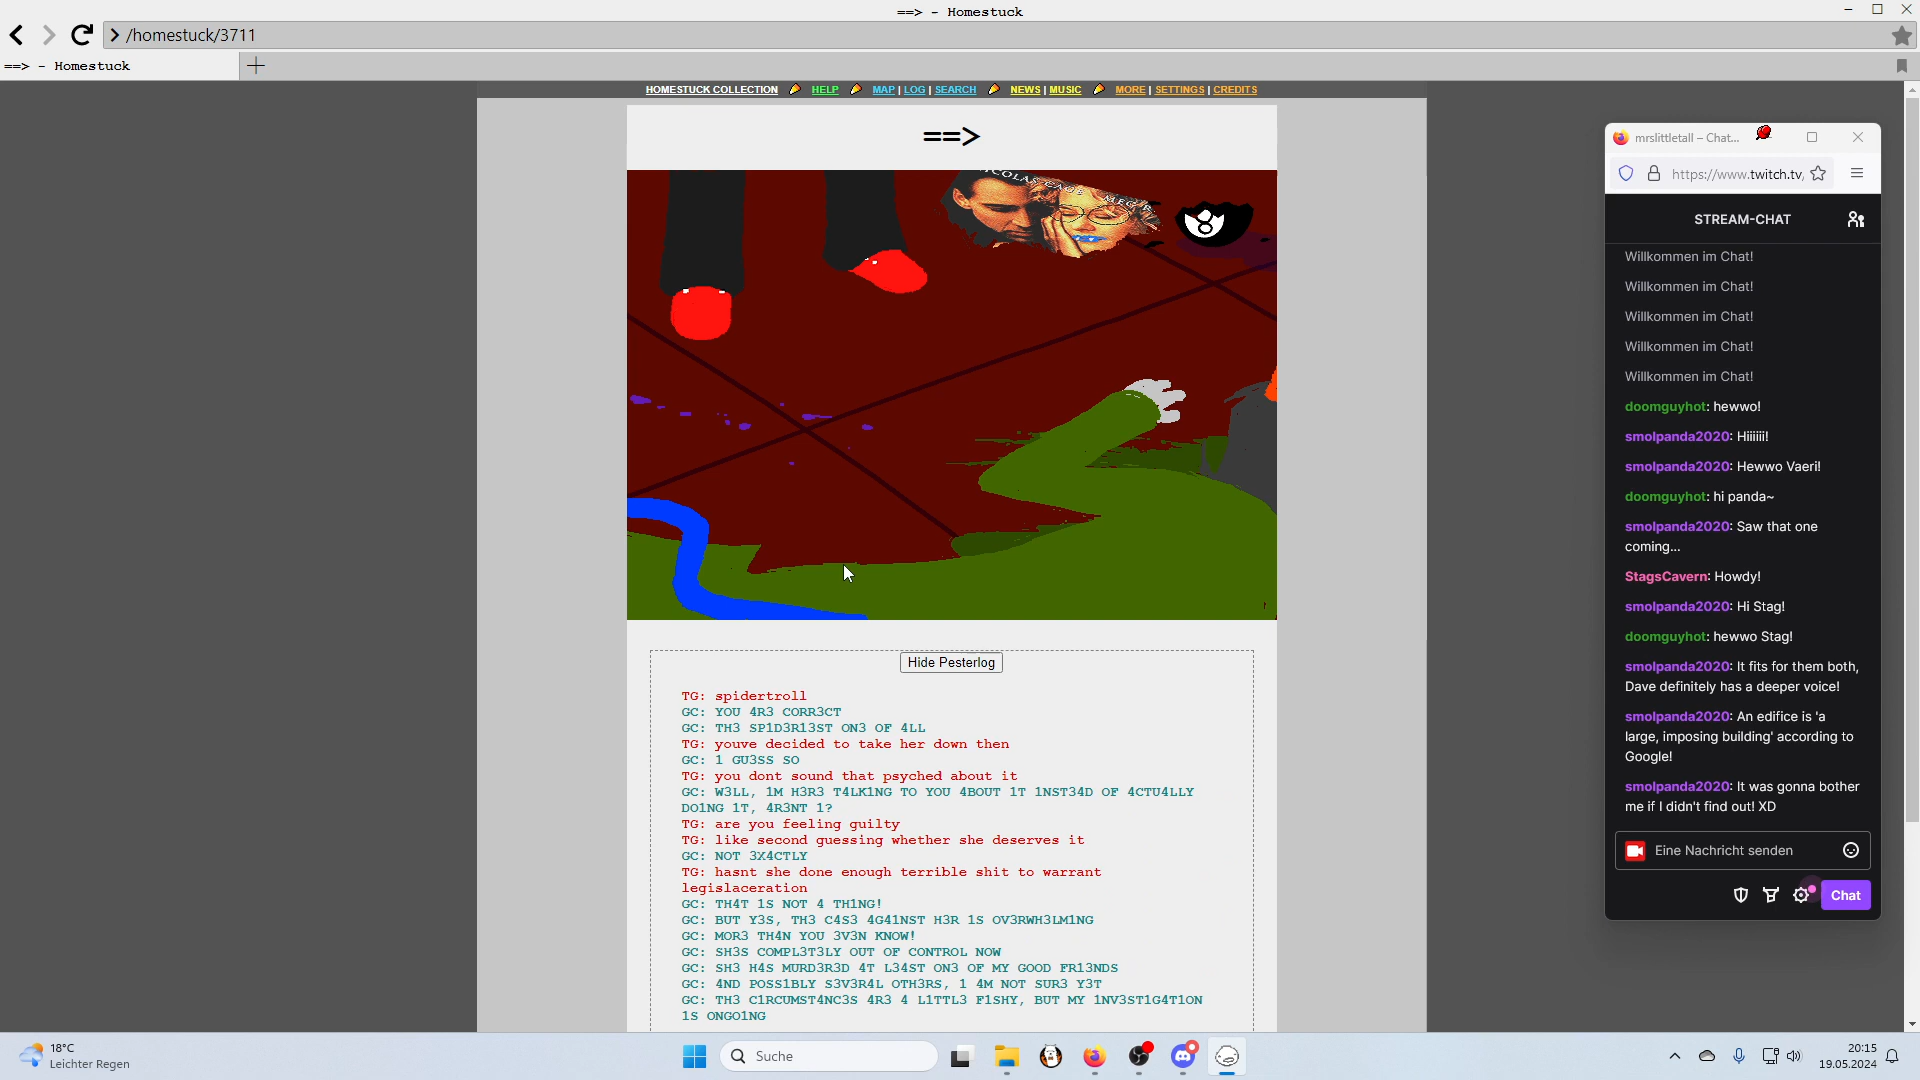 ==> - Homestuck
/homestuck/3711
==> - Homestuck
HOMESTUCK COLLECTION HELP MAP | LOG | SEARCH NEWS | MUSIC MORE | SETTINGS | CREDITS
==>
NICOLAS CAGE
MEG R
8
Hide Pesterlog
TG: spidertroll
GC: YOU 4R3 CORR3CT
GC: TH3 SP1D3R13ST ON3 OF 4LL
TG: youve decided to take her down then
GC: 1 GU3SS SO
TG: you dont sound that psyched about it
GC: W3LL, 1M H3R3 T4LK1NG TO YOU 4BOUT 1T 1NST34D OF 4CTU4LLY
DO1NG 1T, 4R3NT 1?
TG: are you feeling guilty
TG: like second guessing whether she deserves it
GC: NOT 3X4CTLY
TG: hasnt she done enough terrible shit to warrant
legislaceration
GC: TH4T 1S NOT 4 TH1NG!
GC: BUT Y3S, TH3 C4S3 4G41NST H3R 1S OV3RWH3LM1NG
GC: MOR3 TH4N YOU 3V3N KNOW!
GC: SH3S COMPL3T3LY OUT OF CONTROL NOW
GC: SH3 H4S MURD3R3D 4T L34ST ON3 OF MY GOOD FR13NDS
GC: 4ND POSS1BLY S3V3R4L OTH3RS, 1 4M NOT SUR3 Y3T
GC: TH3 C1RCUMST4NC3S 4R3 4 L1TTL3 F1SHY, BUT MY 1NV3ST1G4T1ON
1S ONGO1NG
mrslittletall – Chat...
https://www.twitch.tv/
STREAM-CHAT
Willkommen im Chat!
Willkommen im Chat!
Willkommen im Chat!
Willkommen im Chat!
Willkommen im Chat!
doomguyhot: hewwo!
smolpanda2020: Hiiiiii!
smolpanda2020: Hewwo Vaeri!
doomguyhot: hi panda~
smolpanda2020: Saw that one
coming...
StagsCavern: Howdy!
smolpanda2020: Hi Stag!
doomguyhot: hewwo Stag!
smolpanda2020: It fits for them both,
Dave definitely has a deeper voice!
smolpanda2020: An edifice is 'a
large, imposing building' according to
Google!
smolpanda2020: It was gonna bother
me if I didn't find out! XD
Eine Nachricht senden
Chat
18°C
Leichter Regen
Suche
20:15
19.05.2024